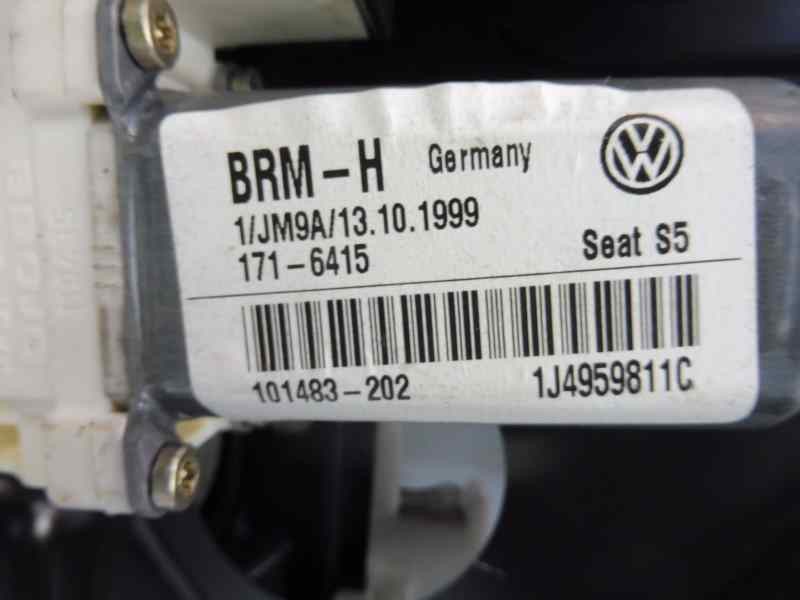 BRM-H Germany
1/JM9A/13.10.1999
171-6415 Seat S5
101483-202 1J4959811C